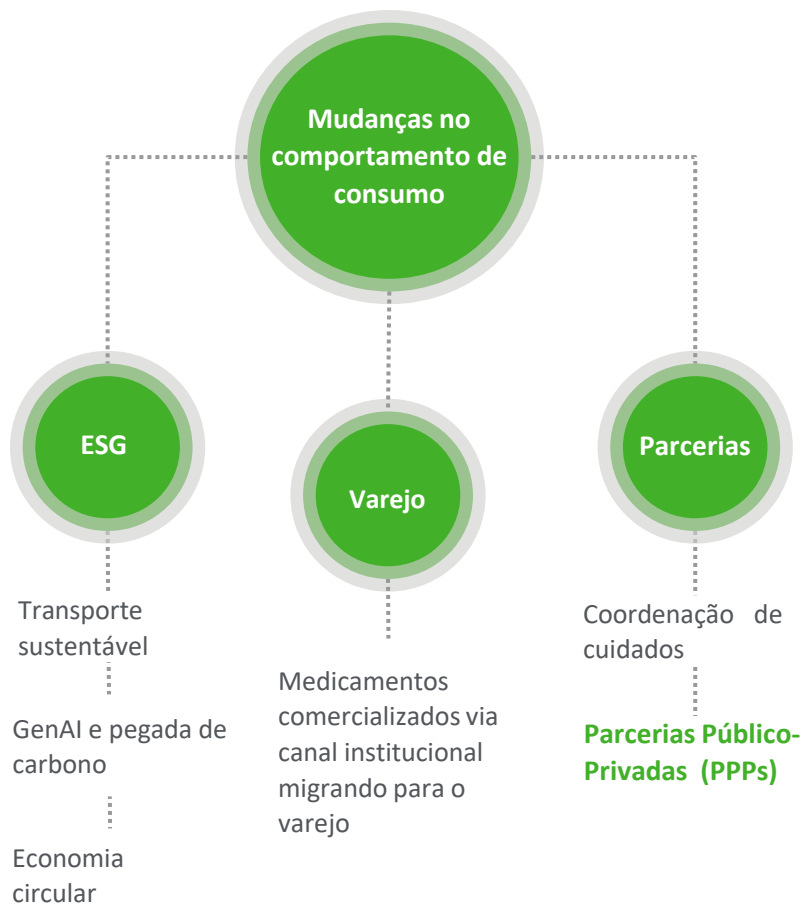 Mudanças no
comportamento de
consumo
ESG
Transporte
sustentável
GenAI e pegada de
carbono
Economia
circular
Varejo
Medicamentos
comercializados via
canal institucional
migrando para o
varejo
Parcerias
Coordenação de
cuidados
Parcerias Público-
Privadas (PPPs)